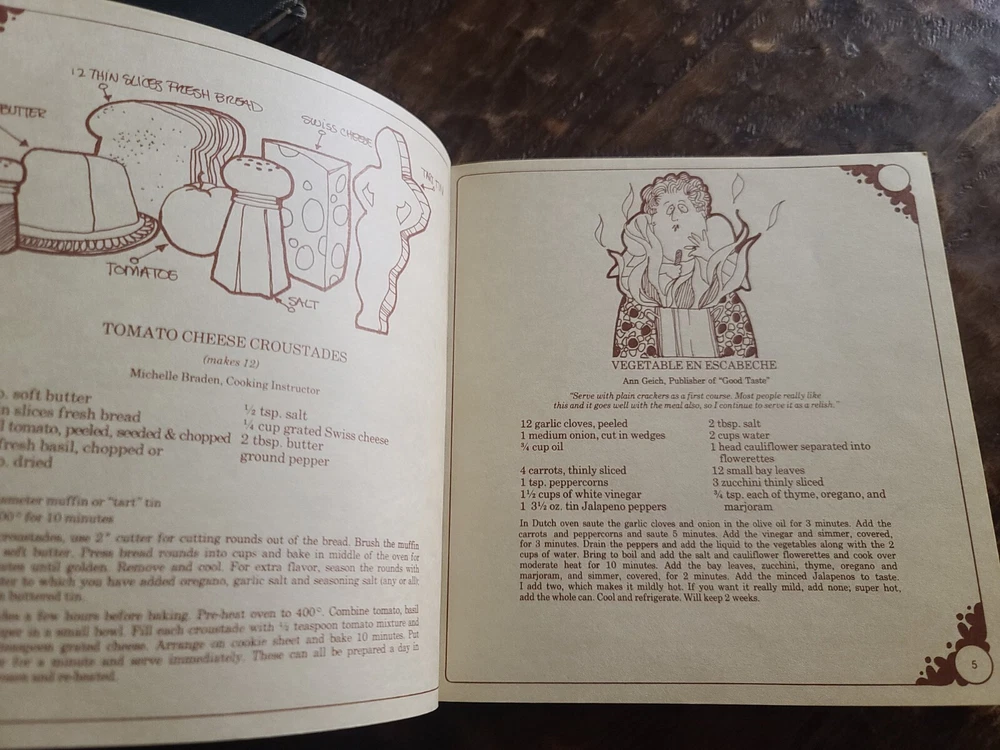 12 THIN SLICES FRESH BREAD
BUTTER
SWISS CHEESE
TOMATOE
SALT
TOMATO CHEESE CROUSTADES
(makes 12)
Michelle Braden, Cooking Instructor
soft butter
slices fresh bread
tomato, peeled, seeded & chopped
fresh basil, chopped or
dried
½ tsp. salt
¼ cup grated Swiss cheese
2 tbsp. butter
ground pepper
muffin or "tart" tin
for 10 minutes
croustades, use 2" cutter for cutting rounds out of the bread. Brush the muffin
soft butter. Press bread rounds into cups and bake in middle of the oven for
until golden. Remove and cool. For extra flavor, season the rounds with
to which you have added oregano, garlic salt and seasoning salt (any or all)
buttered tin.
a few hours before baking. Pre-heat oven to 400°. Combine tomato, basil
in a small bowl. Fill each croustade with ½ teaspoon tomato mixture and
teaspoon grated cheese. Arrange on cookie sheet and bake 10 minutes. Put
for a minute and serve immediately. These can all be prepared a day in
and re-heated.
VEGETABLE EN ESCABECHE
Ann Geich, Publisher of "Good Taste"
"Serve with plain crackers as a first course. Most people really like
this and it goes well with the meal also, so I continue to serve it as a relish."
12 garlic cloves, peeled
1 medium onion, cut in wedges
¾ cup oil
4 carrots, thinly sliced
1 tsp. peppercorns
1½ cups of white vinegar
1 3½ oz. tin Jalapeno peppers
2 tbsp. salt
2 cups water
1 head cauliflower separated into
flowerettes
12 small bay leaves
3 zucchini thinly sliced
¾ tsp. each of thyme, oregano, and
marjoram
In Dutch oven saute the garlic cloves and onion in the olive oil for 3 minutes. Add the
carrots and peppercorns and saute 5 minutes. Add the vinegar and simmer, covered,
for 3 minutes. Drain the peppers and add the liquid to the vegetables along with the 2
cups of water. Bring to boil and add the salt and cauliflower flowerettes and cook over
moderate heat for 10 minutes. Add the bay leaves, zucchini, thyme, oregano and
marjoram, and simmer, covered, for 2 minutes. Add the minced Jalapenos to taste.
I add two, which makes it mildly hot. If you want it really mild, add none; super hot,
add the whole can. Cool and refrigerate. Will keep 2 weeks.
5